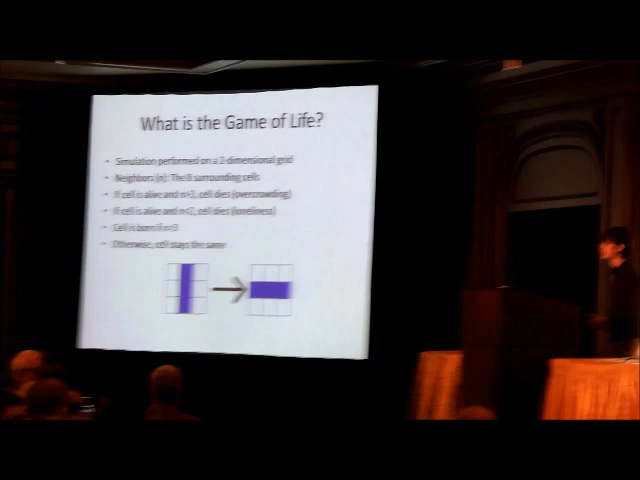 What is the Game of Life?
• Simulation performed on a 2-dimensional grid
• Neighbors (n): The 8 surrounding cells
• If cell is alive and n>3, cell dies (overcrowding)
• If cell is alive and n<2, cell dies (loneliness)
• Cell is born if n=3
• Otherwise, cell stays the same